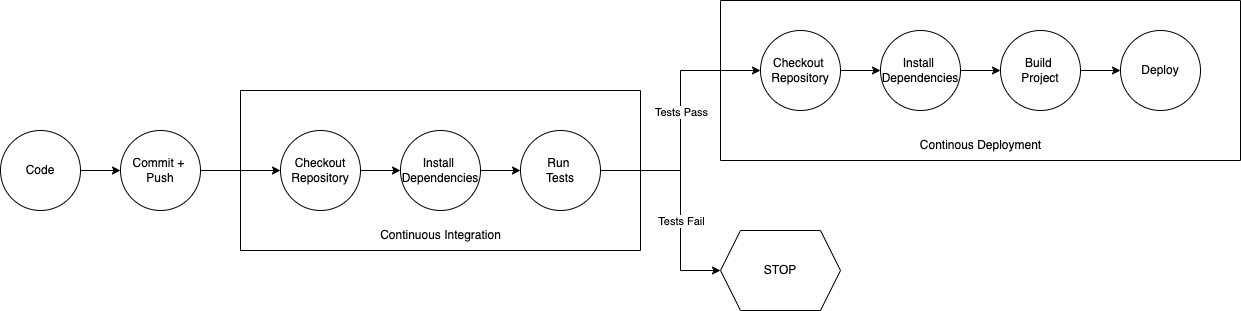 Code
Commit +
Push
Checkout
Repository
Install
Dependencies
Run
Tests
Continuous Integration
Tests Pass
Checkout
Repository
Install
Dependencies
Build
Project
Deploy
Continous Deployment
Tests Fail
STOP